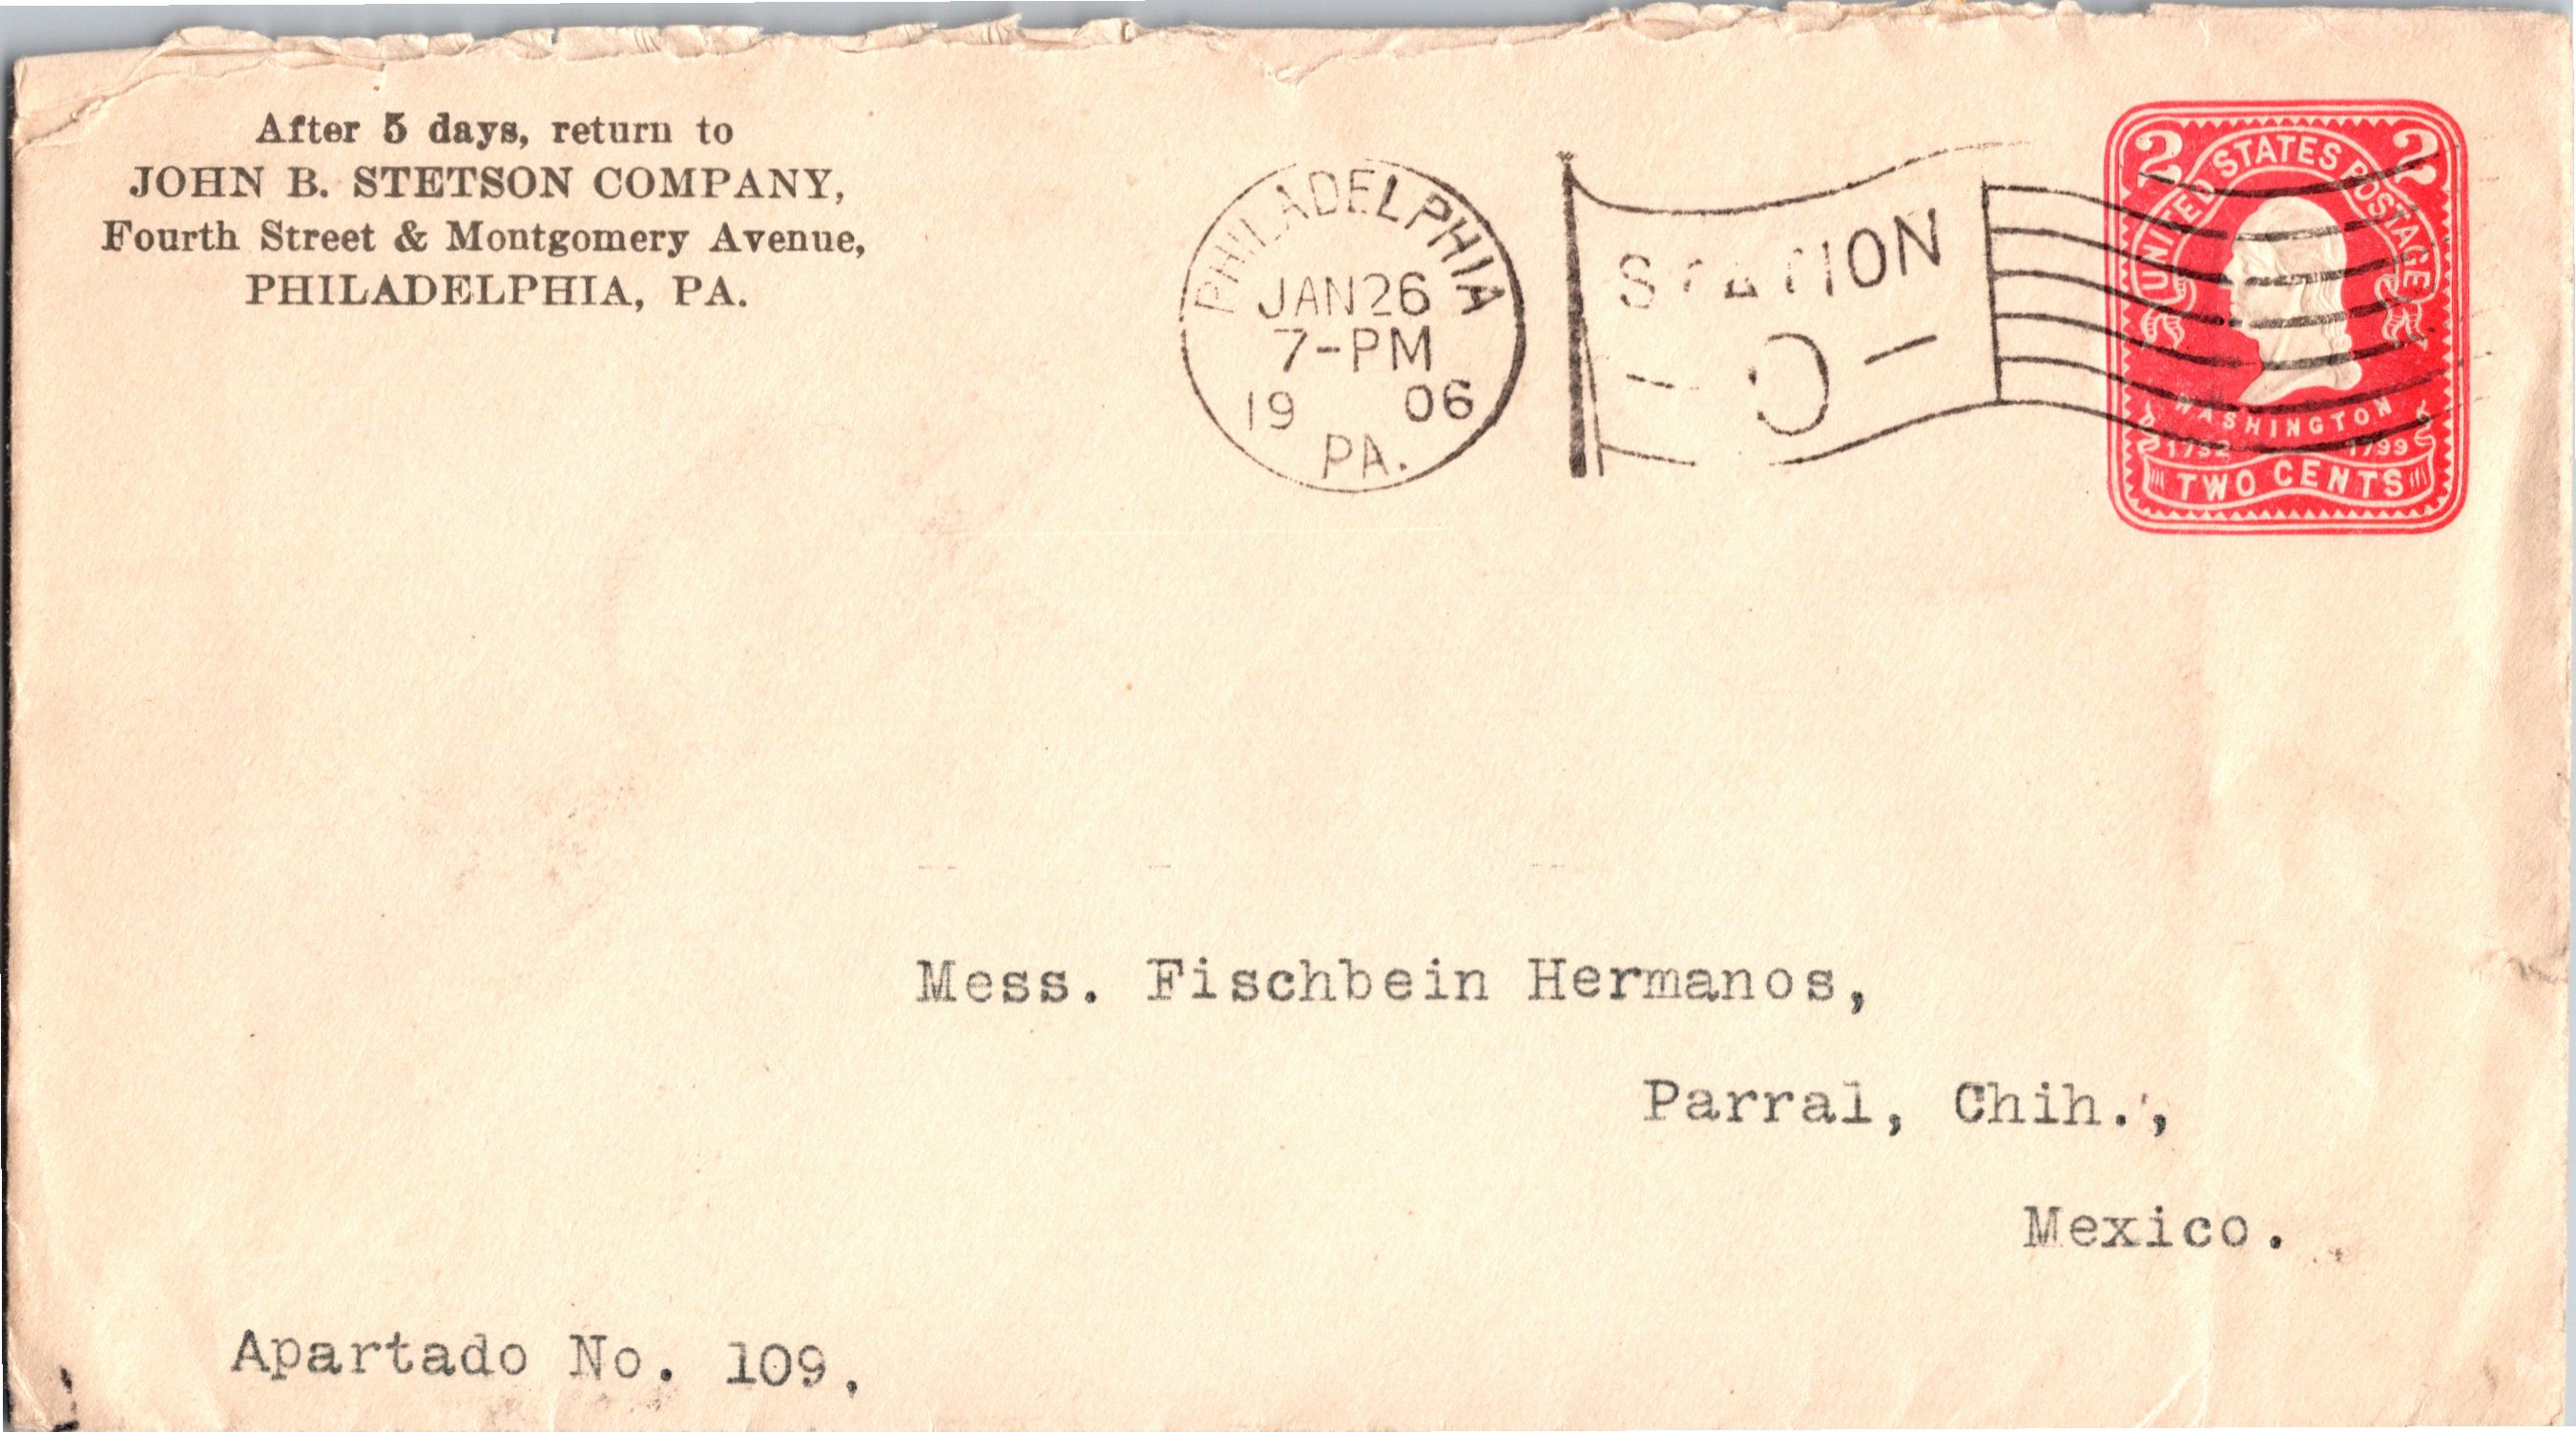 After 5 days, return to
JOHN B. STETSON COMPANY,
Fourth Street & Montgomery Avenue,
PHILADELPHIA, PA.
PHILADELPHIA
JAN 26
7-PM
19 06
PA.
STATION
- O -
2 2
UNITED STATES POSTAGE
WASHINGTON
1732 1799
TWO CENTS
Mess. Fischbein Hermanos,
Parral, Chih.,
Mexico.
Apartado No. 109.